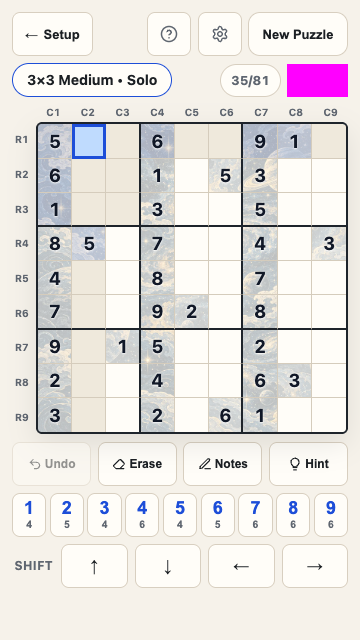 ← Setup
New Puzzle
3×3 Medium • Solo
35/81
C1 C2 C3 C4 C5 C6 C7 C8 C9
R1 5 6 9 1
R2 6 1 5 3
R3 1 3 5
R4 8 5 7 4 3
R5 4 8 7
R6 7 9 2 8
R7 9 1 5 2
R8 2 4 6 3
R9 3 2 6 1
Undo Erase Notes Hint
1 2 3 4 5 6 7 8 9
4 5 4 6 4 5 6 6 6
SHIFT ↑ ↓ ← →